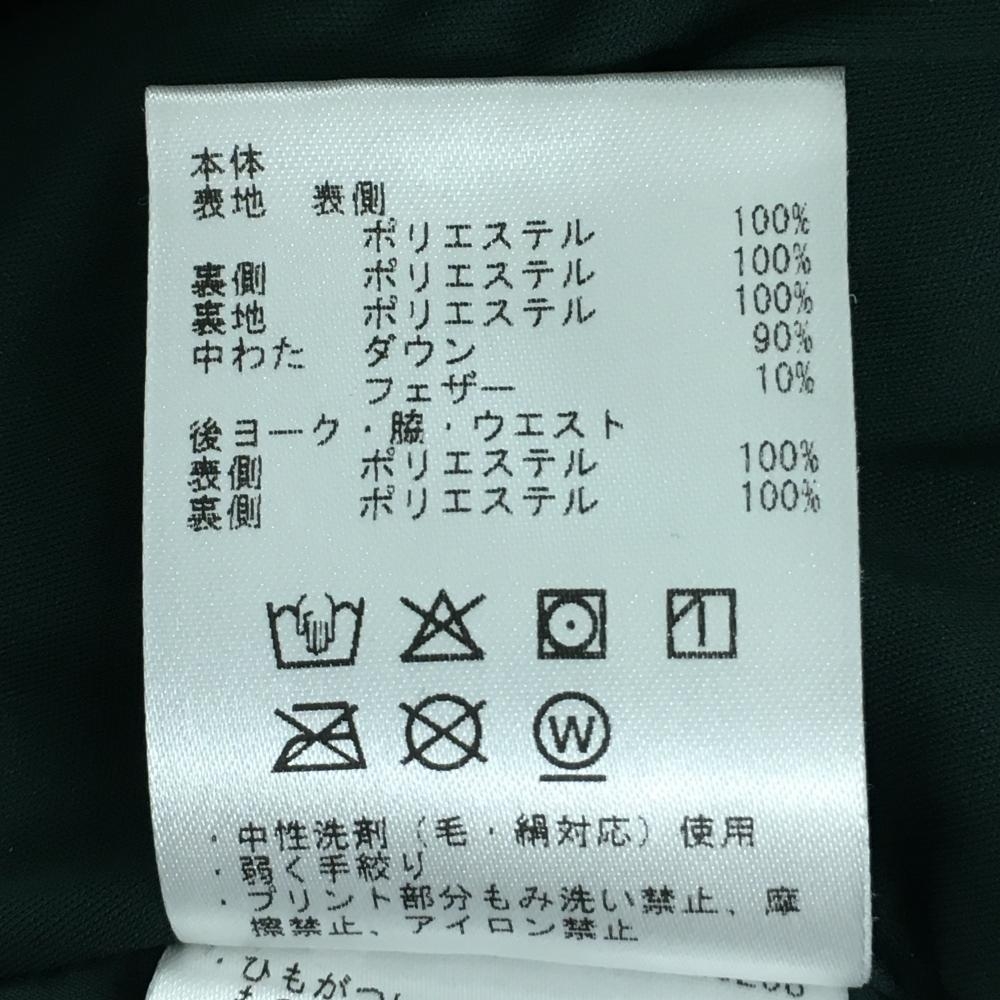 本体
表地 表側
ポリエステル 100%
裏側 ポリエステル 100%
裏地 ポリエステル 100%
中わた ダウン 90%
フェザー 10%
後ヨーク・脇・ウエスト
表側 ポリエステル 100%
裏側 ポリエステル 100%
W
・中性洗剤(毛・絹対応)使用
・弱く手絞り
・プリント部分もみ洗い禁止、摩
擦禁止、アイロン禁止
・ひもが